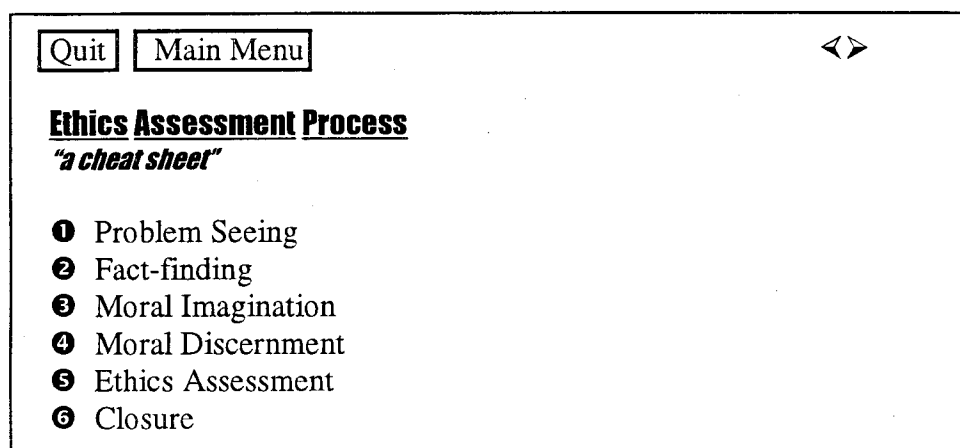 Quit Main Menu
Ethics Assessment Process
"a cheat sheet"
❶ Problem Seeing
❷ Fact-finding
❸ Moral Imagination
❹ Moral Discernment
❺ Ethics Assessment
❻ Closure